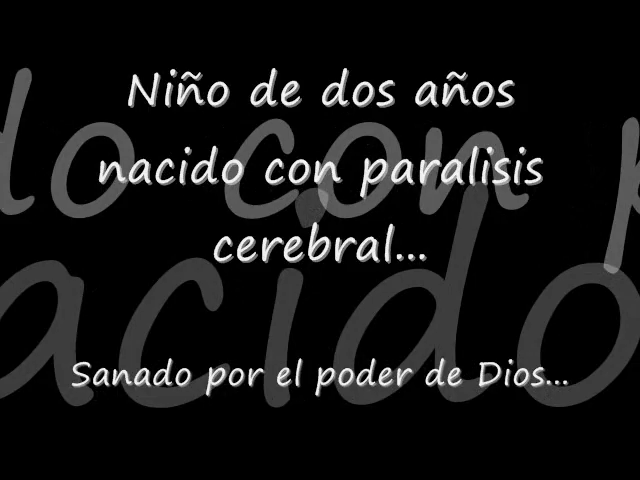 Niño de dos años
nacido con paralisis
cerebral...
Sanado por el poder de Dios...